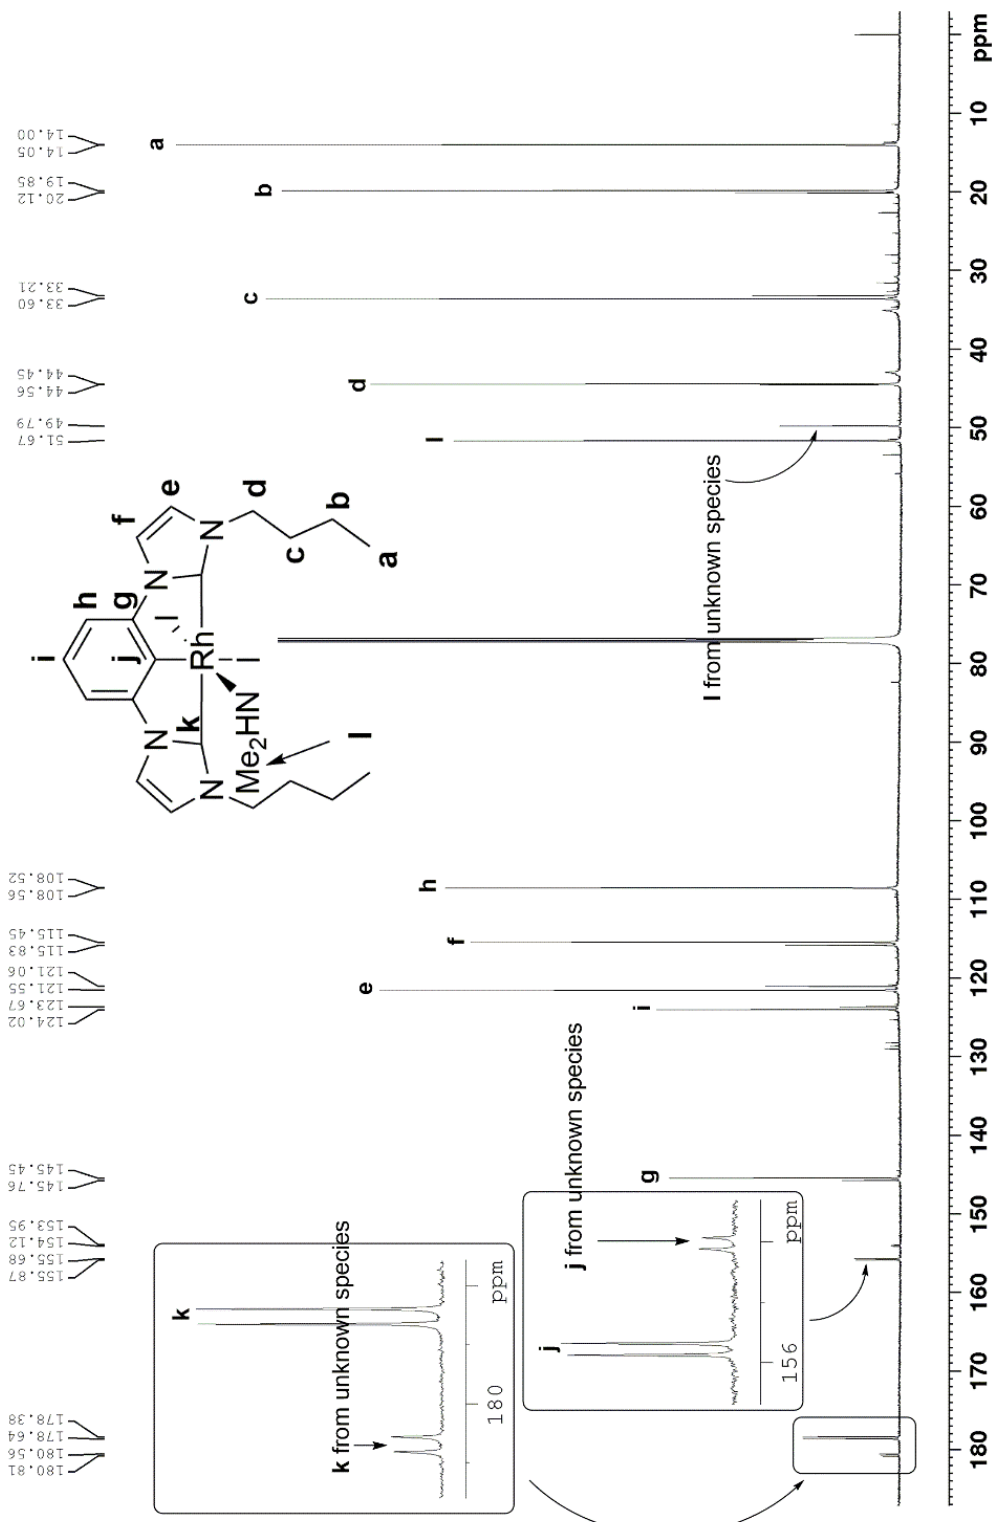 180.81
180.56
178.64
178.38
155.87
155.68
154.12
153.95
145.76
145.45
124.02
123.67
121.55
121.06
115.83
115.45
108.56
108.52
51.67
49.79
44.56
44.45
33.60
33.21
20.12
19.85
14.05
14.00
k
k from unknown species
180 ppm
j
j from unknown species
156 ppm
g
i
e
f
h
l
d
c
b
a
i
h
g
j
k
f
e
d
c
b
a
N
N
N
N
I
Rh
I
Me2HN
l
l from unknown species
180 170 160 150 140 130 120 110 100 90 80 70 60 50 40 30 20 10 ppm